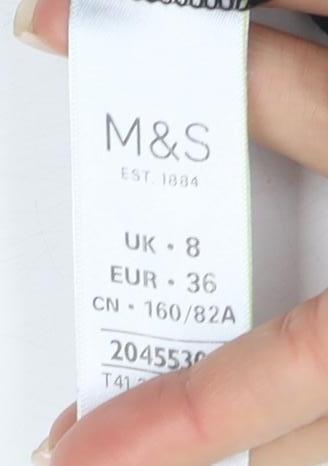 M&S
EST. 1884
UK • 8
EUR • 36
CN • 160/82A
204553
T41